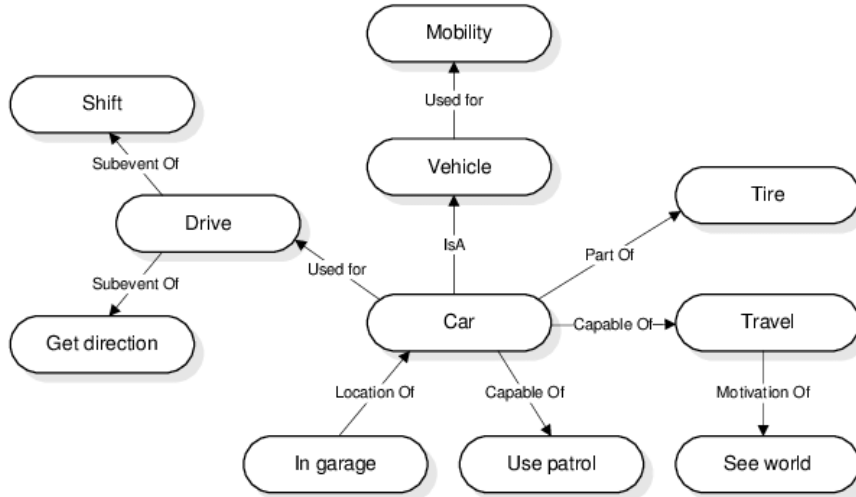 Mobility
Shift
Used for
Subevent Of
Vehicle
Tire
Drive
IsA
Used for
Part Of
Subevent Of
Get direction
Car
Capable Of
Travel
Location Of
Capable Of
Motivation Of
In garage
Use patrol
See world